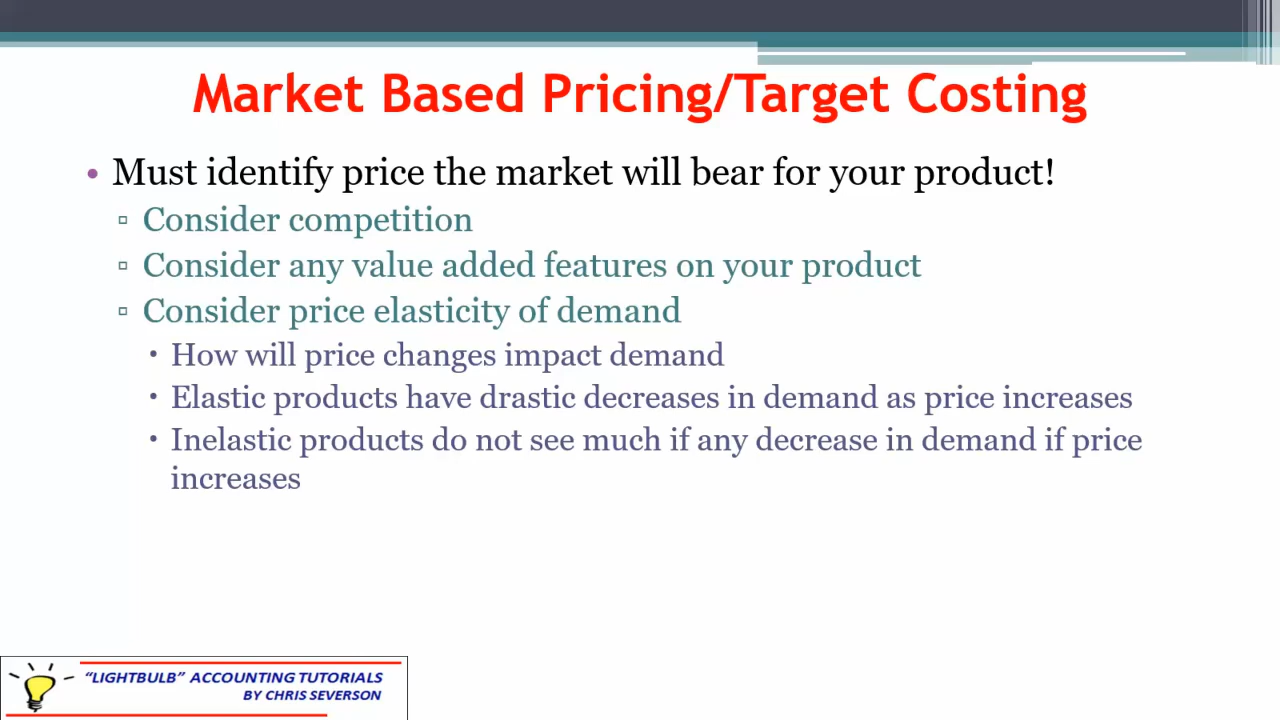 Market Based Pricing/Target Costing
• Must identify price the market will bear for your product!
▫ Consider competition
▫ Consider any value added features on your product
▫ Consider price elasticity of demand
• How will price changes impact demand
• Elastic products have drastic decreases in demand as price increases
• Inelastic products do not see much if any decrease in demand if price
increases
“LIGHTBULB” ACCOUNTING TUTORIALS
BY CHRIS SEVERSON